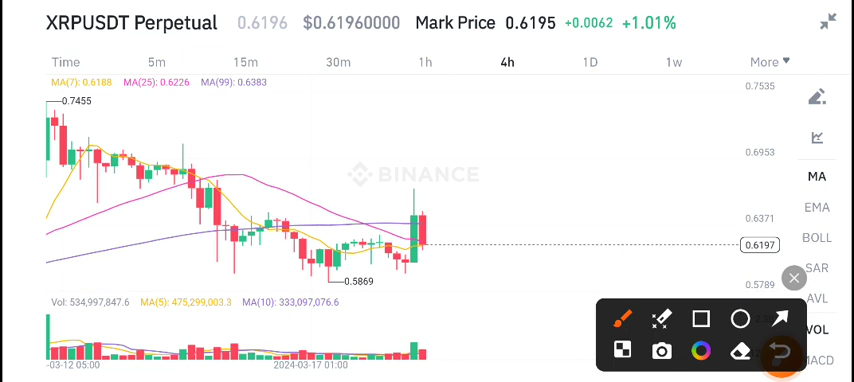 XRPUSDT Perpetual 0.6196 $0.61960000 Mark Price 0.6195 +0.0062 +1.01%
Time 5m 15m 30m 1h 4h 1D 1w More
MA(7): 0.6188 MA(25): 0.6226 MA(99): 0.6383
0.7535
0.7455
0.6953
BINANCE
MA
EMA
0.6371
BOLL
0.6197
SAR
0.5869
0.5789
AVL
Vol: 534,997,847.6 MA(5): 475,299,003.3 MA(10): 333,097,076.6
VOL
MACD
-03-12 05:00 2024-03-17 01:00